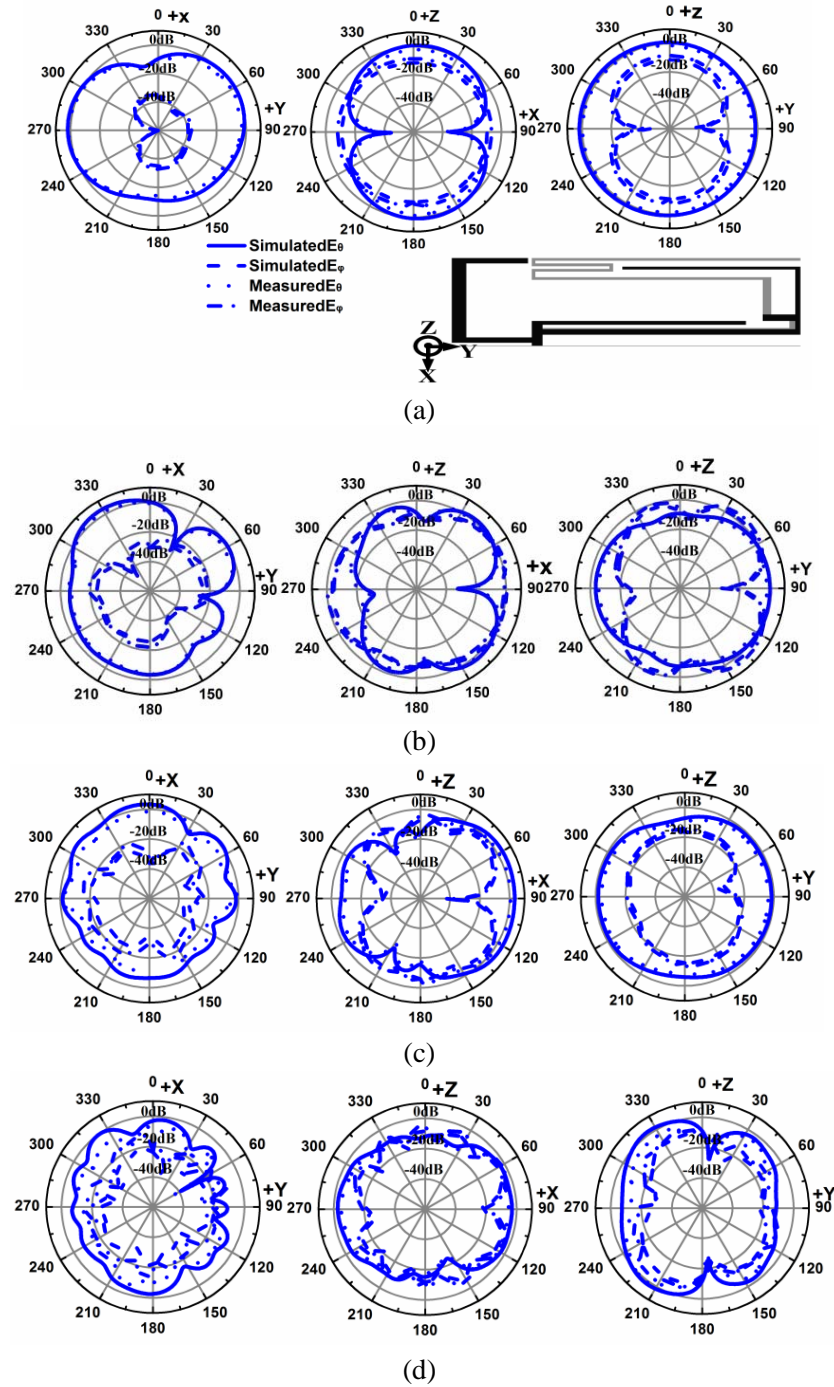 0 +x
330 30
300 60
270 90
240 120
210 150
180
0dB
-20dB
-40dB
+Y
0 +Z
330 30
300 60
270 90
240 120
210 150
180
0dB
-20dB
-40dB
+X
0 +z
330 30
300 60
270 90
240 120
210 150
180
0dB
-20dB
-40dB
+Y
SimulatedEθ
SimulatedEφ
MeasuredEθ
MeasuredEφ
Z
Y
X
(a)
0 +X
330 30
300 60
270 90
240 120
210 150
180
0dB
-20dB
-40dB
+Y
0 +Z
330 30
300 60
270 90
240 120
210 150
180
0dB
-20dB
-40dB
+x
0 +Z
330 30
300 60
270 90
240 120
210 150
180
0dB
-20dB
-40dB
+Y
(b)
0 +X
330 30
300 60
270 90
240 120
210 150
180
0dB
-20dB
-40dB
+Y
0 +Z
330 30
300 60
270 90
240 120
210 150
180
0dB
-20dB
-40dB
+X
0 +Z
330 30
300 60
270 90
240 120
210 150
180
0dB
-20dB
-40dB
+Y
(c)
0 +X
330 30
300 60
270 90
240 120
210 150
180
0dB
-20dB
-40dB
+Y
0 +Z
330 30
300 60
270 90
240 120
210 150
180
0dB
-20dB
-40dB
+X
0 +Z
330 30
300 60
270 90
240 120
210 150
180
0dB
-20dB
-40dB
+Y
(d)